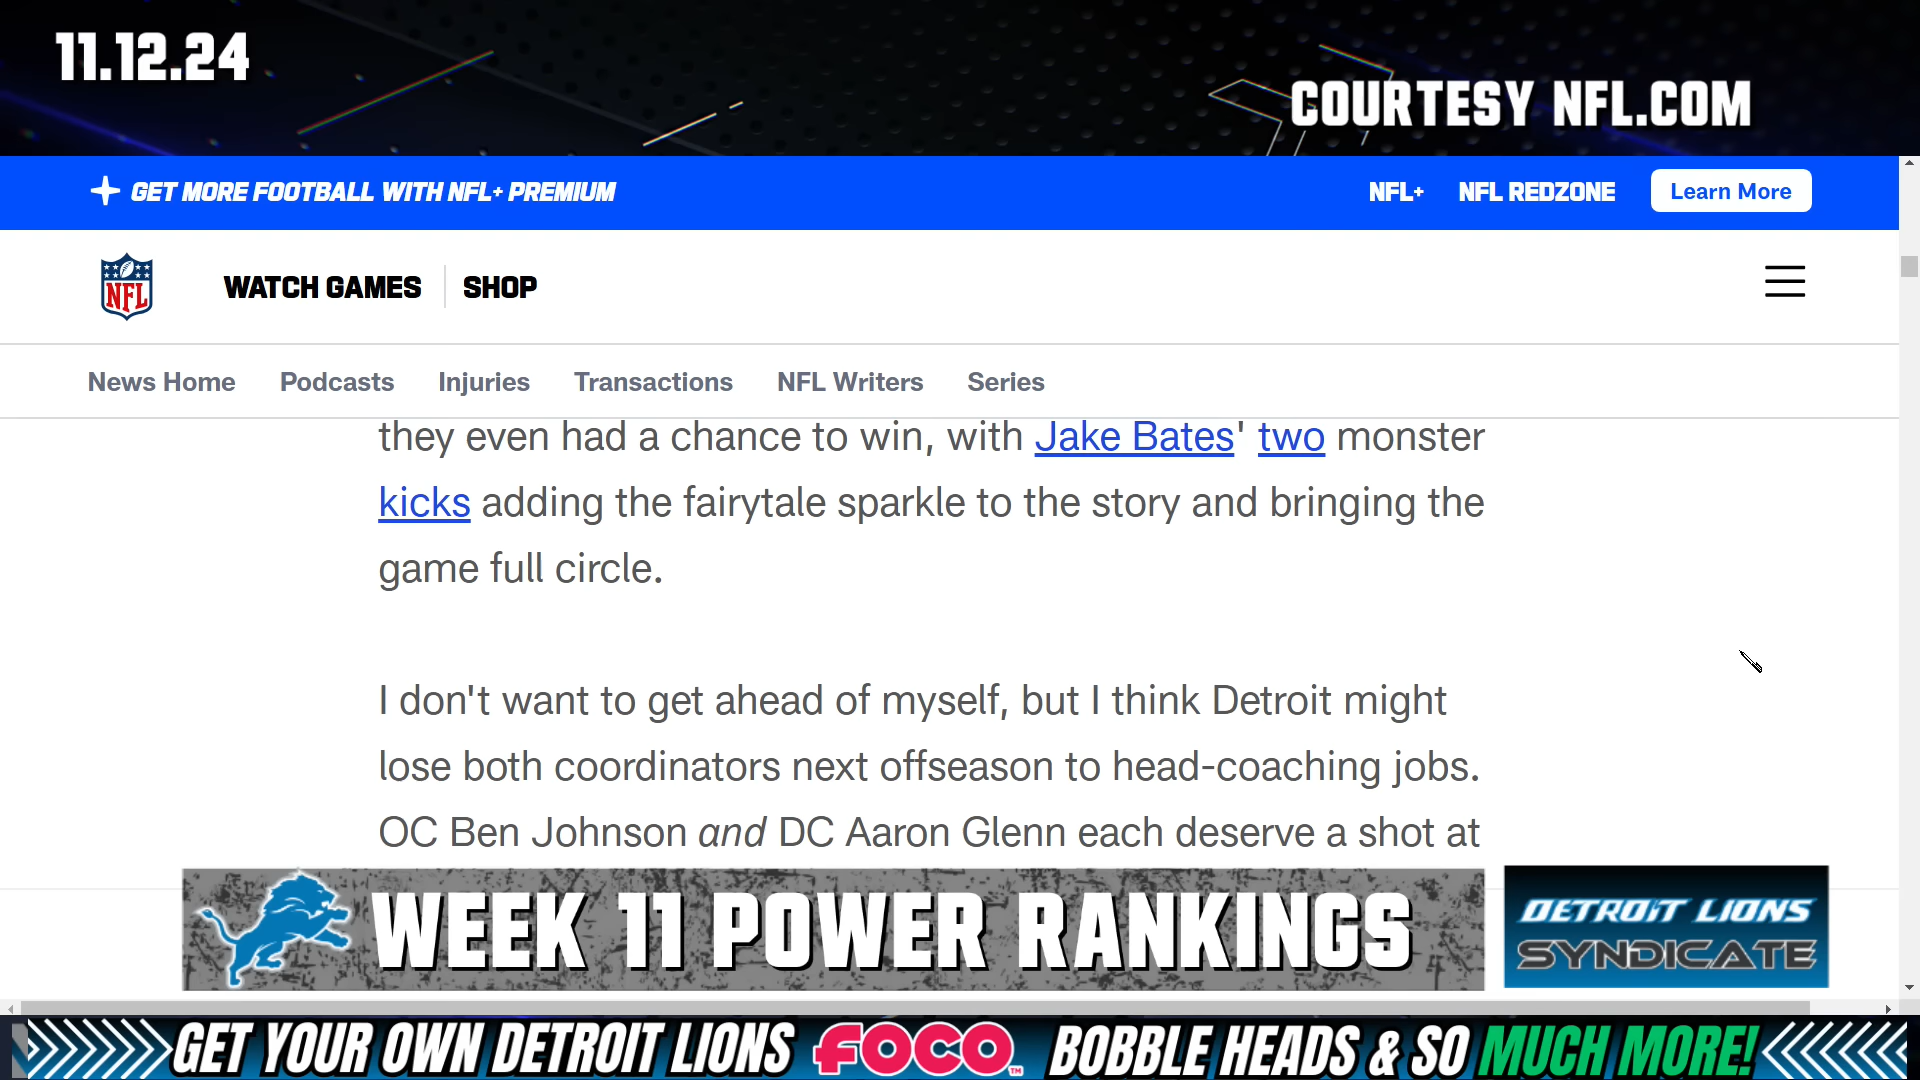 11.12.24
COURTESY NFL.COM
GET MORE FOOTBALL WITH NFL+ PREMIUM
NFL+ NFL REDZONE Learn More
NFL WATCH GAMES SHOP
News Home Podcasts Injuries Transactions NFL Writers Series
they even had a chance to win, with Jake Bates' two monster
kicks adding the fairytale sparkle to the story and bringing the
game full circle.
I don't want to get ahead of myself, but I think Detroit might
lose both coordinators next offseason to head-coaching jobs.
OC Ben Johnson and DC Aaron Glenn each deserve a shot at
WEEK 11 POWER RANKINGS
DETROIT LIONS
SYNDICATE
GET YOUR OWN DETROIT LIONS FOCO™ BOBBLE HEADS & SO MUCH MORE!